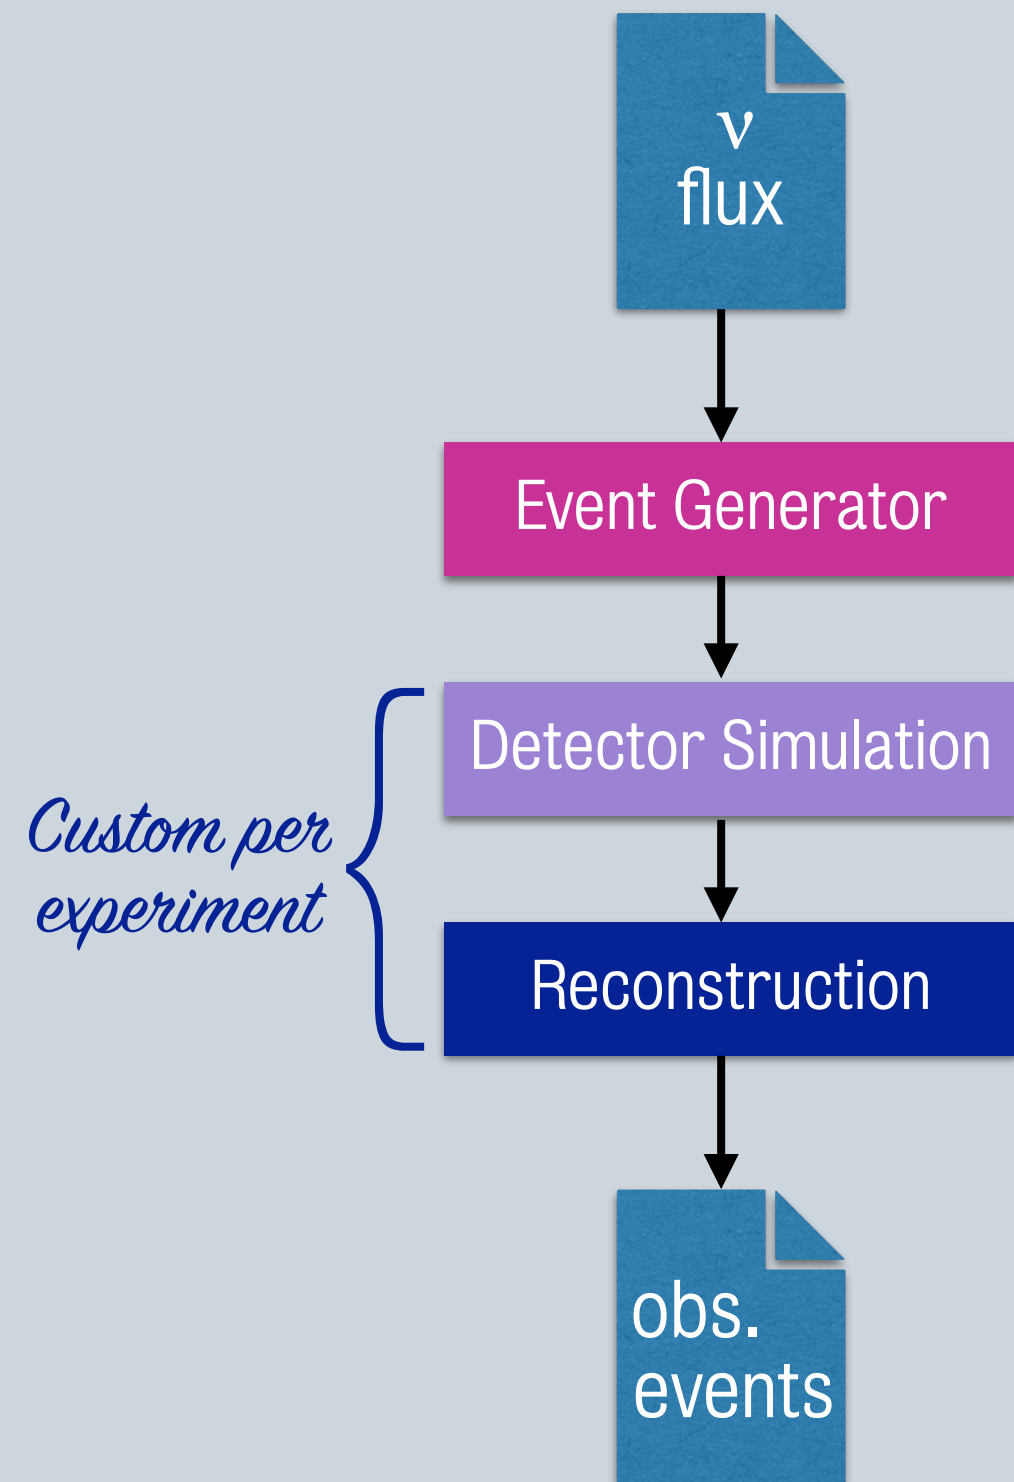 ν
flux
Event Generator
Detector Simulation
Custom per
experiment
Reconstruction
obs.
events